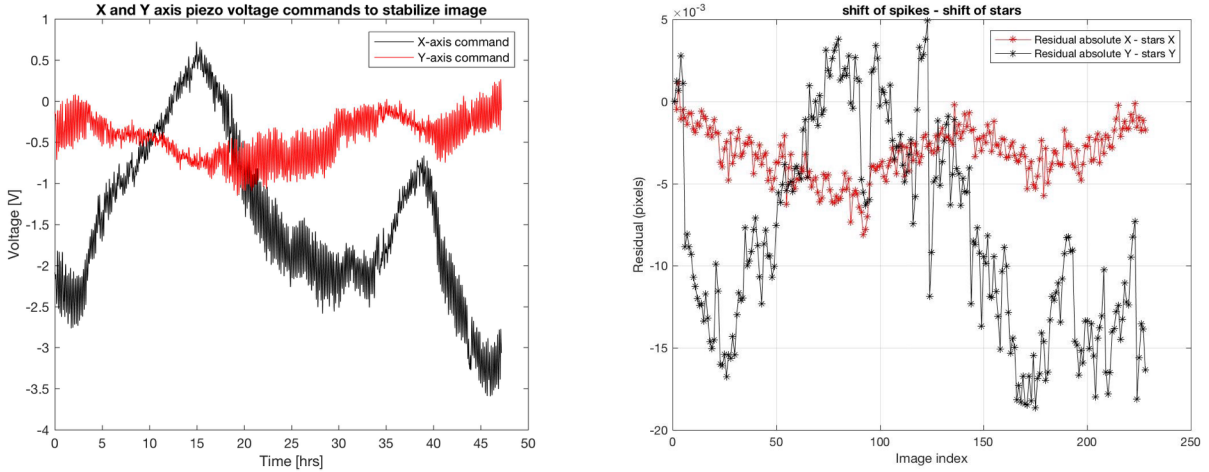 X and Y axis piezo voltage commands to stabilize image
X-axis command
Y-axis command
1
0.5
0
-0.5
-1
-1.5
-2
-2.5
-3
-3.5
-4
Voltage [V]
0 5 10 15 20 25 30 35 40 45 50
Time [hrs]
shift of spikes - shift of stars
×10⁻³
Residual absolute X - stars X
Residual absolute Y - stars Y
5
0
-5
-10
-15
-20
Residual (pixels)
0 50 100 150 200 250
Image index